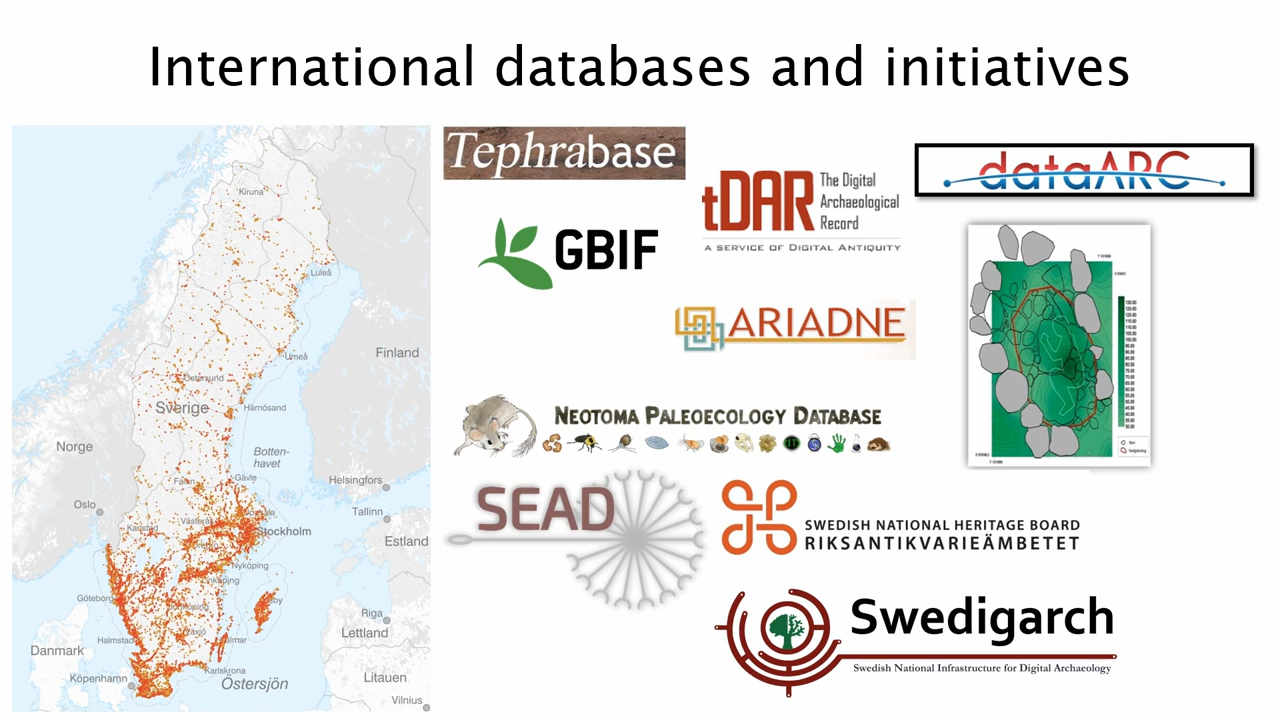 International databases and initiatives
Kiruna
Luleå
Umeå
Finland
Östersund
Sverige
Härnösand
Norge
Botten-
havet
Falun
Gävle
Helsingfors
Oslo
Tallinn
Karlstad
Västerås
Stockholm
Estland
Nyköping
Linköping
Göteborg
Riga
Halmstad
Lettland
Danmark
Karlskrona
Köpenhamn
Östersjön
Litauen
Vilnius
Tephrabase
tDAR
The Digital
Archaeological
Record
A SERVICE OF DIGITAL ANTIQUITY
dataARC
GBIF
ARIADNE
NEOTOMA PALEOECOLOGY DATABASE
SEAD
SWEDISH NATIONAL HERITAGE BOARD
RIKSANTIKVARIEÄMBETET
Swedigarch
Swedish National Infrastructure for Digital Archaeology